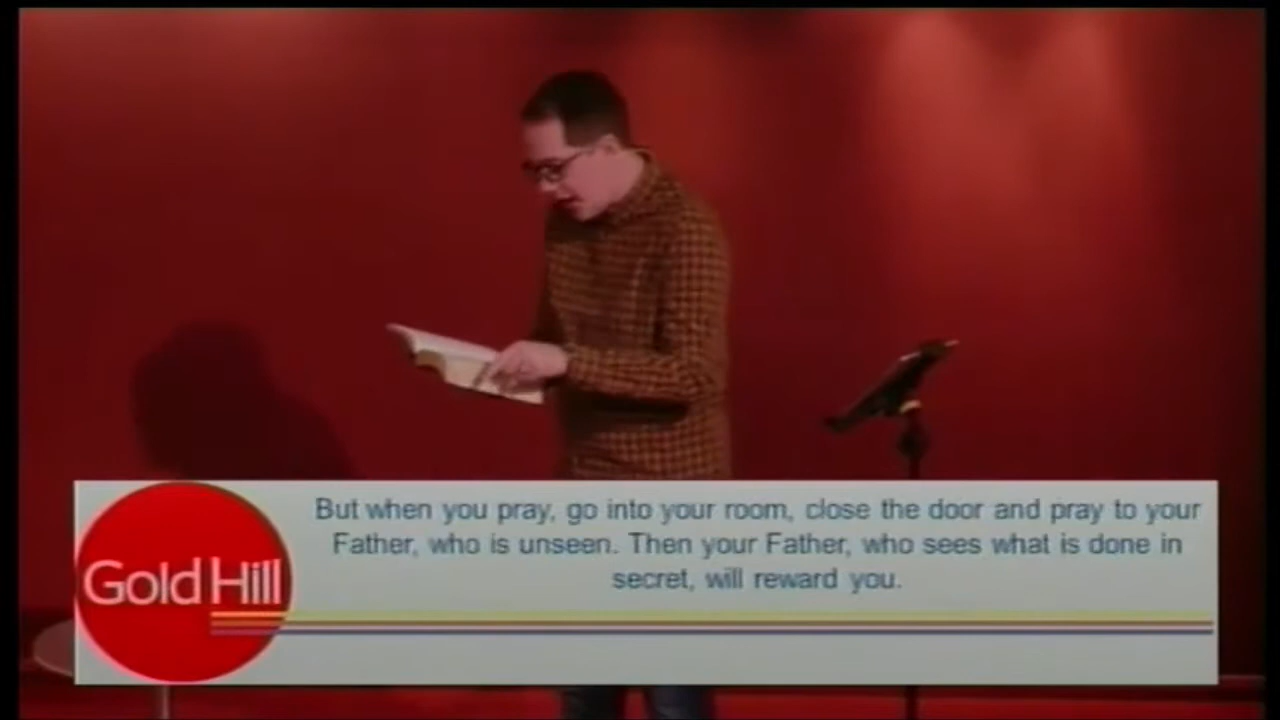 But when you pray, go into your room, close the door and pray to your
Father, who is unseen. Then your Father, who sees what is done in
secret, will reward you.
Gold Hill